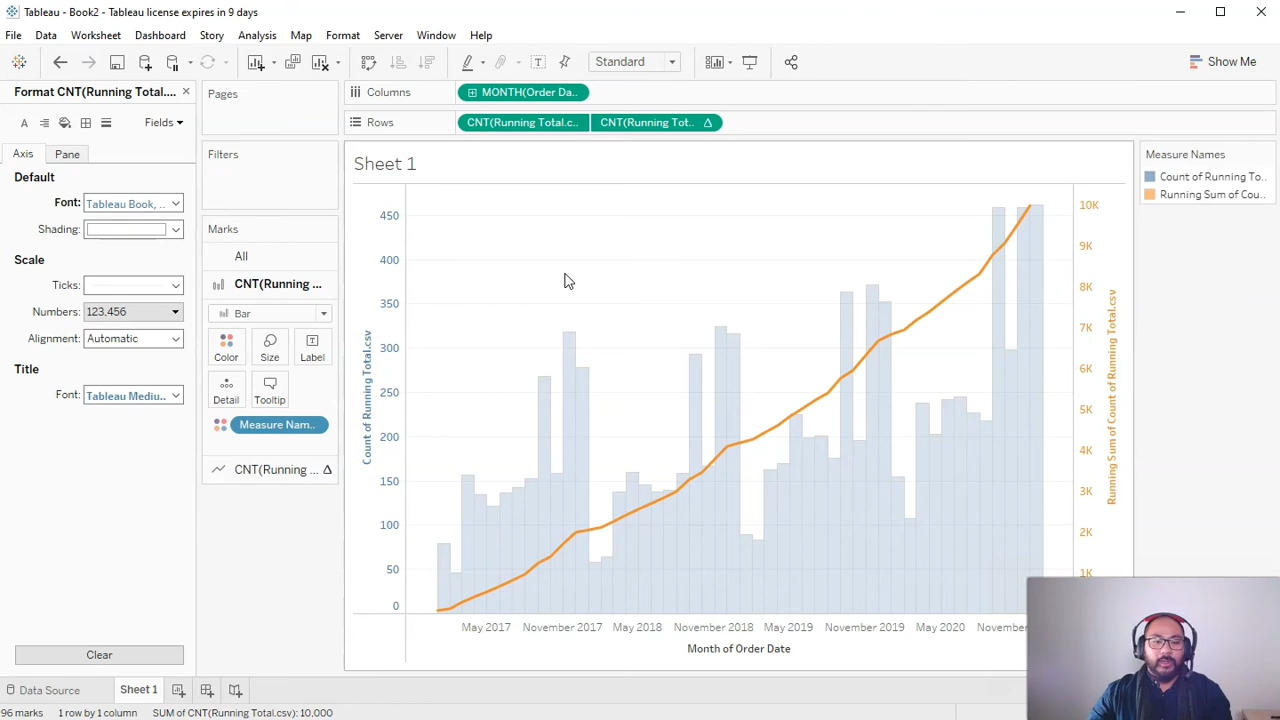 Tableau - Book2 - Tableau license expires in 9 days
File Data Worksheet Dashboard Story Analysis Map Format Server Window Help
Standard
Show Me
Format CNT(Running Total....
Fields
Axis Pane
Default
Font: Tableau Book, ..
Shading:
Scale
Ticks:
Numbers: 123,456
Alignment: Automatic
Title
Font: Tableau Mediu..
Clear
Pages
Filters
Marks
All
CNT(Running ...
Bar
Color Size Label
Detail Tooltip
Measure Nam..
CNT(Running ... Δ
Columns MONTH(Order Da..
Rows CNT(Running Total.c.. CNT(Running Tot.. Δ
Sheet 1
Count of Running Total.csv
450
400
350
300
250
200
150
100
50
0
10K
9K
8K
7K
6K
5K
4K
3K
2K
1K
Running Sum of Count of Running Total.csv
May 2017 November 2017 May 2018 November 2018 May 2019 November 2019 May 2020
Month of Order Date
Measure Names
Count of Running To..
Running Sum of Cou..
Data Source Sheet 1
96 marks 1 row by 1 column SUM of CNT(Running Total.csv): 10,000